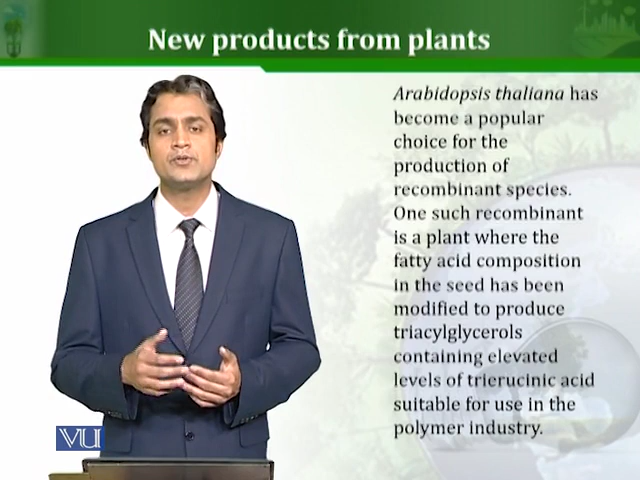 New products from plants
Arabidopsis thaliana has
become a popular
choice for the
production of
recombinant species.
One such recombinant
is a plant where the
fatty acid composition
in the seed has been
modified to produce
triacylglycerols
containing elevated
levels of trierucinic acid
suitable for use in the
polymer industry.
VU